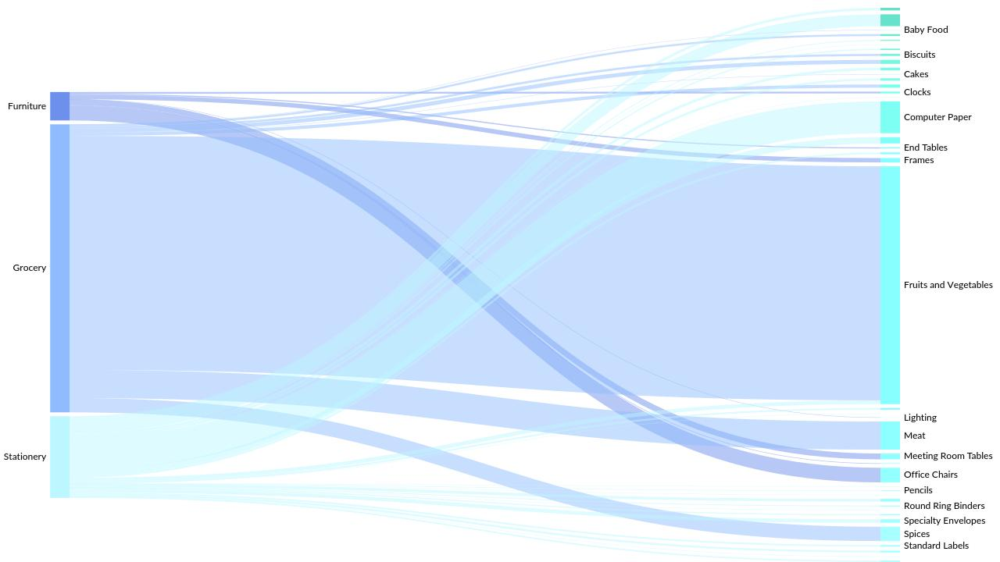 Furniture
Grocery
Stationery
Baby Food
Biscuits
Cakes
Clocks
Computer Paper
End Tables
Frames
Fruits and Vegetables
Lighting
Meat
Meeting Room Tables
Office Chairs
Pencils
Round Ring Binders
Specialty Envelopes
Spices
Standard Labels